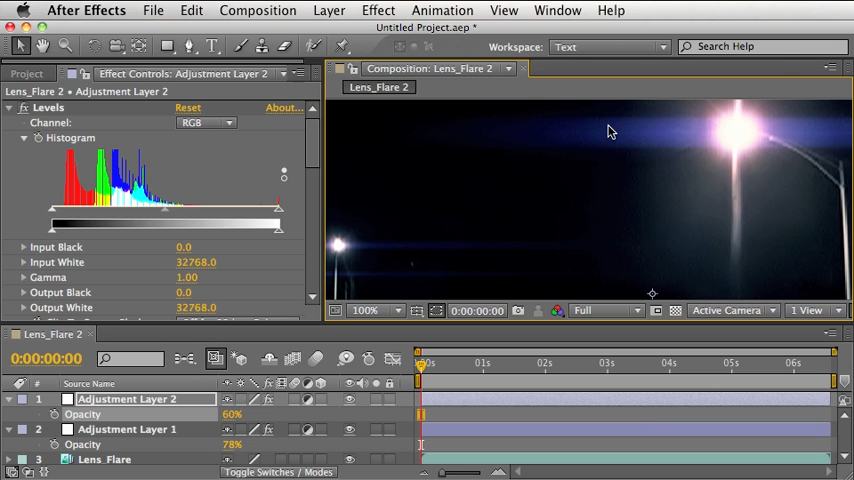 After Effects File Edit Composition Layer Effect Animation View Window Help
Untitled Project.aep *
Workspace: Text Search Help
Project Effect Controls: Adjustment Layer 2 Composition: Lens_Flare 2
Lens_Flare 2 • Adjustment Layer 2 Lens_Flare 2
fx Levels Reset About...
Channel: RGB
Histogram
Input Black 0.0
Input White 32768.0
Gamma 1.00
Output Black 0.0
Output White 32768.0
100% 0:00:00:00 Full Active Camera 1 View
Lens_Flare 2
0:00:00:00 01s 02s 03s 04s 05s 06s
# Source Name
1 Adjustment Layer 2
Opacity 60%
2 Adjustment Layer 1
Opacity 78%
3 Lens_Flare
Toggle Switches / Modes